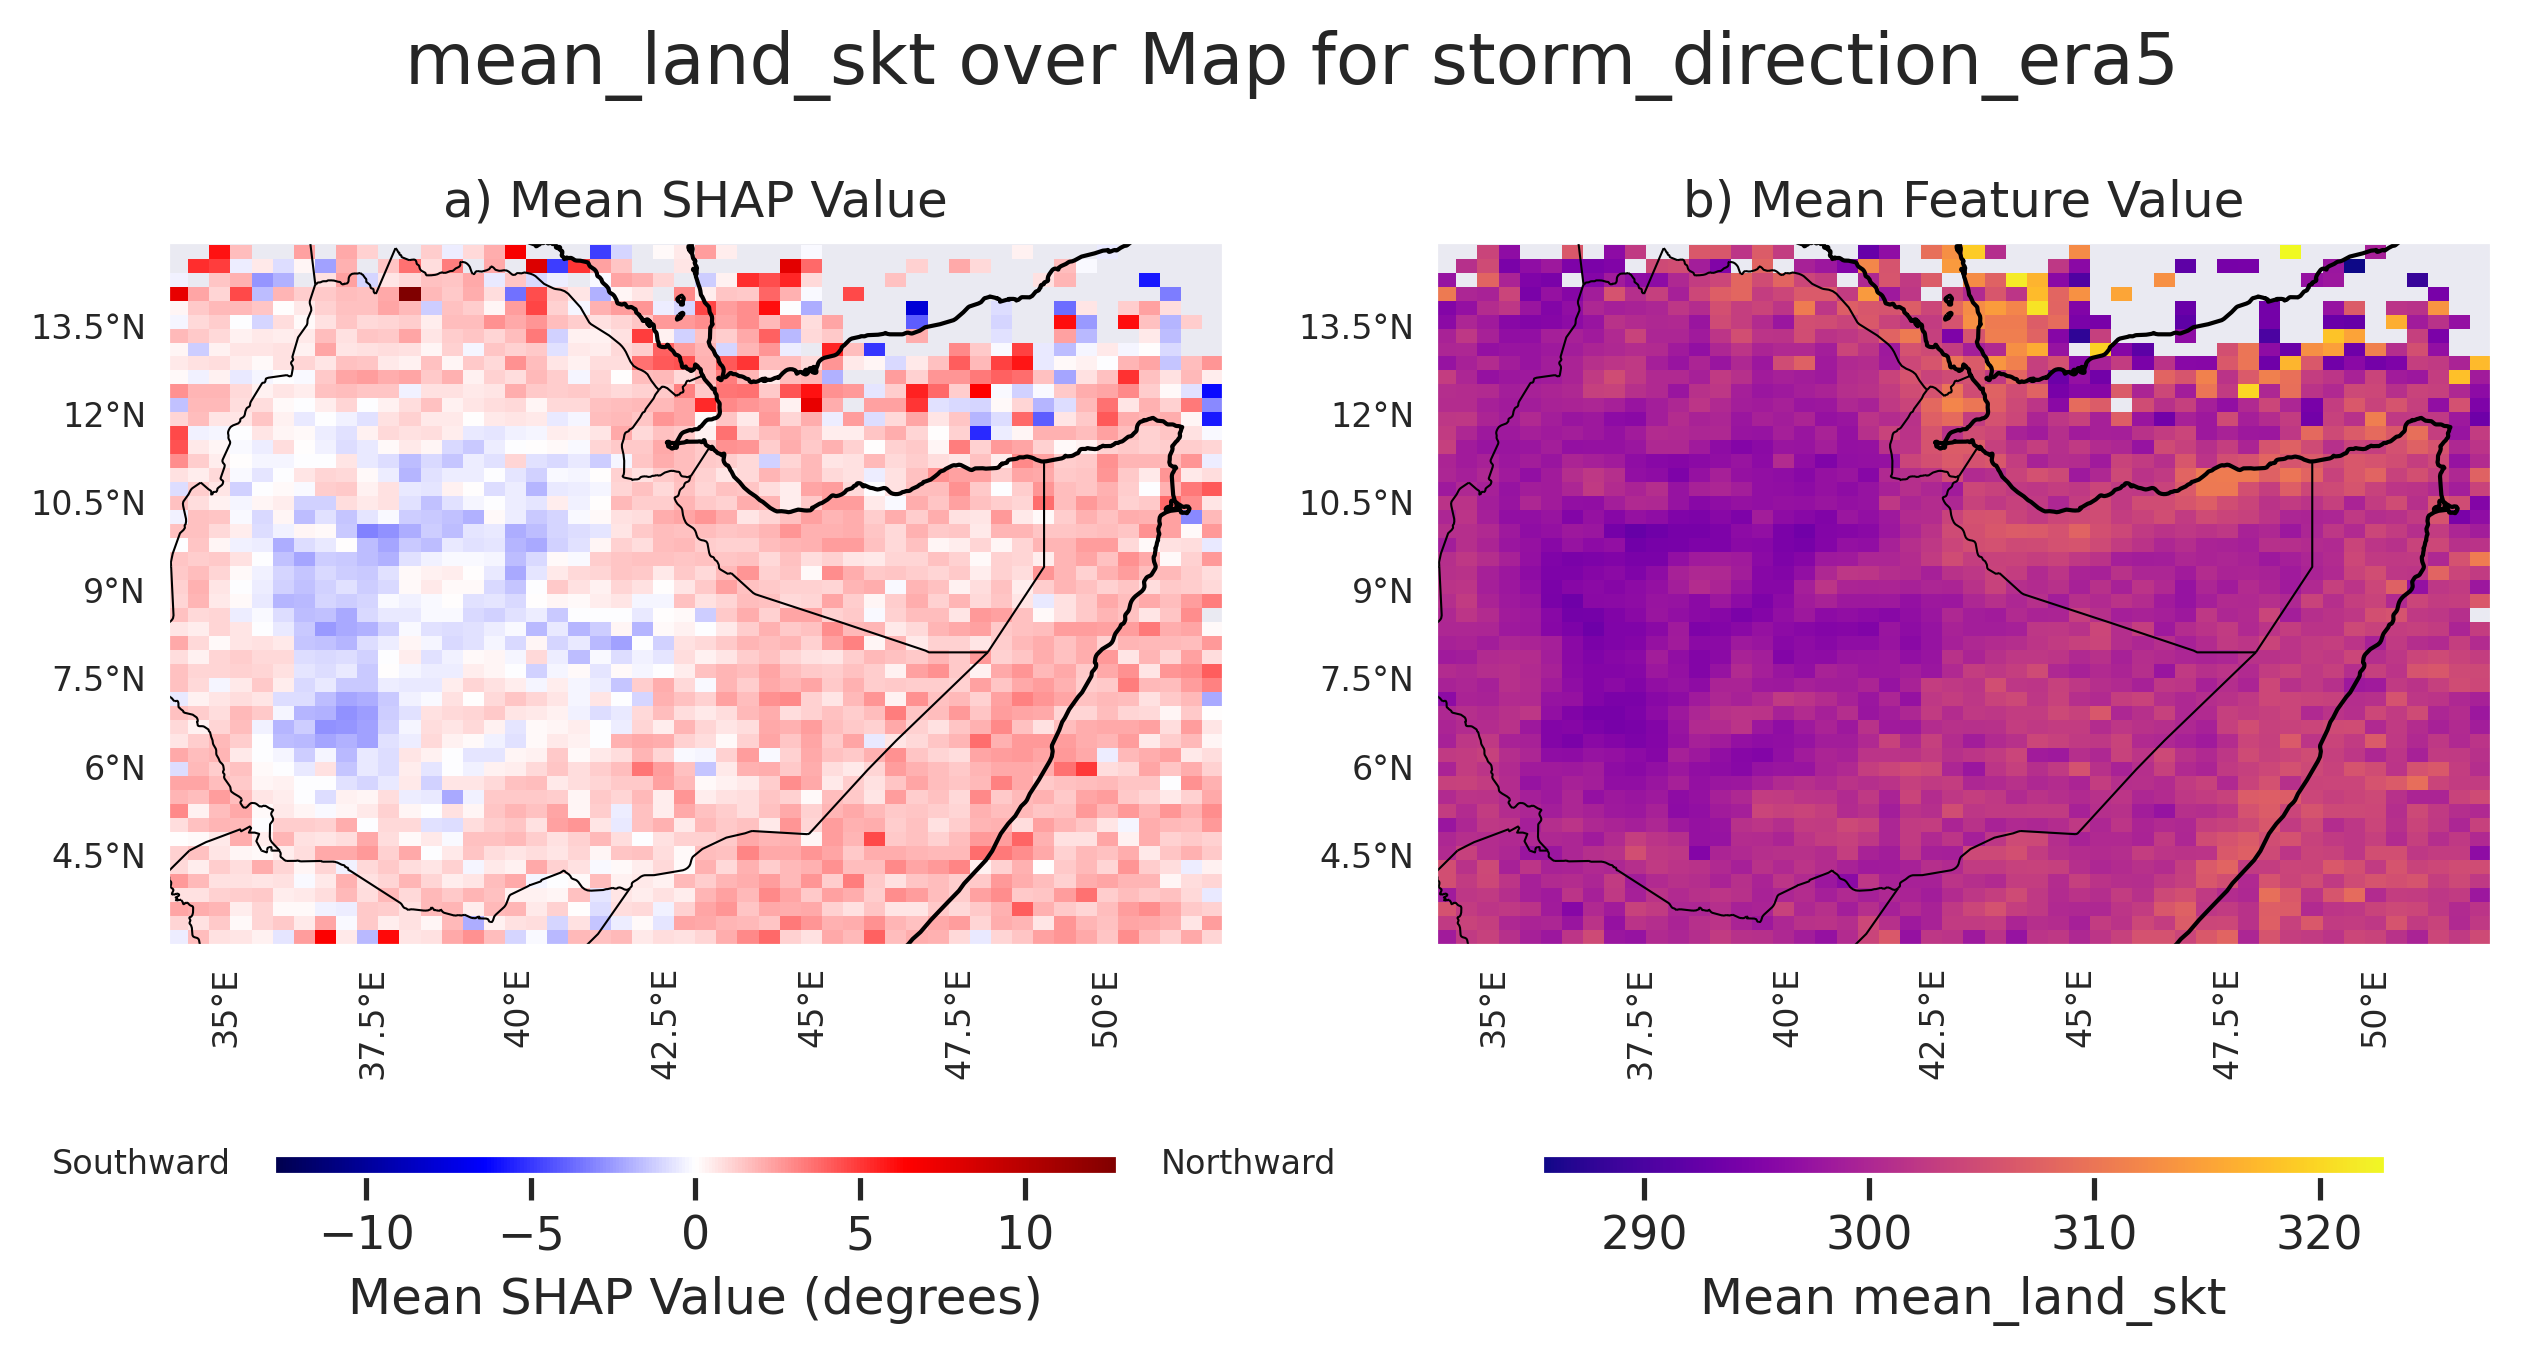 mean_land_skt over Map for storm_direction_era5
a) Mean SHAP Value
b) Mean Feature Value
13.5°N
12°N
10.5°N
9°N
7.5°N
6°N
4.5°N
35°E
37.5°E
40°E
42.5°E
45°E
47.5°E
50°E
13.5°N
12°N
10.5°N
9°N
7.5°N
6°N
4.5°N
35°E
37.5°E
40°E
42.5°E
45°E
47.5°E
50°E
Southward
Northward
−10 −5 0 5 10
Mean SHAP Value (degrees)
290 300 310 320
Mean mean_land_skt